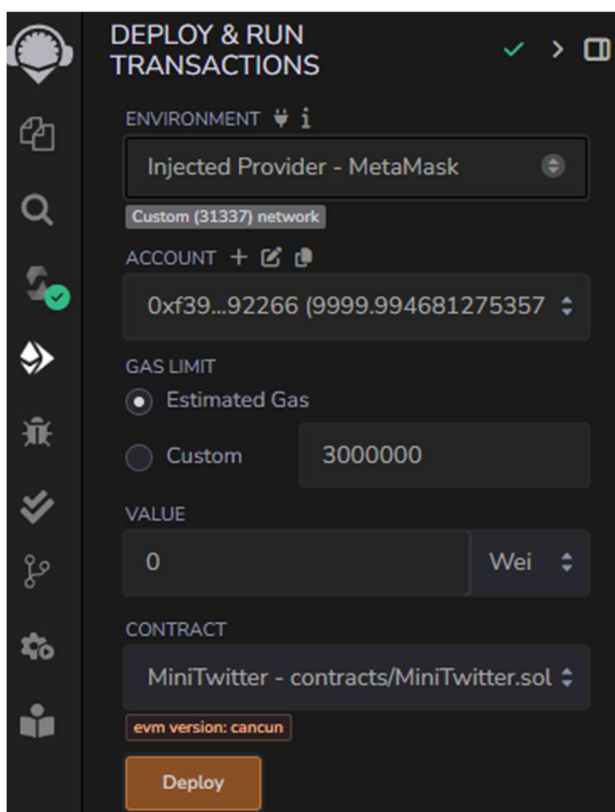 DEPLOY & RUN
TRANSACTIONS
ENVIRONMENT
Injected Provider - MetaMask
Custom (31337) network
ACCOUNT
0xf39...92266 (9999.994681275357
GAS LIMIT
Estimated Gas
Custom 3000000
VALUE
0 Wei
CONTRACT
MiniTwitter - contracts/MiniTwitter.sol
evm version: cancun
Deploy